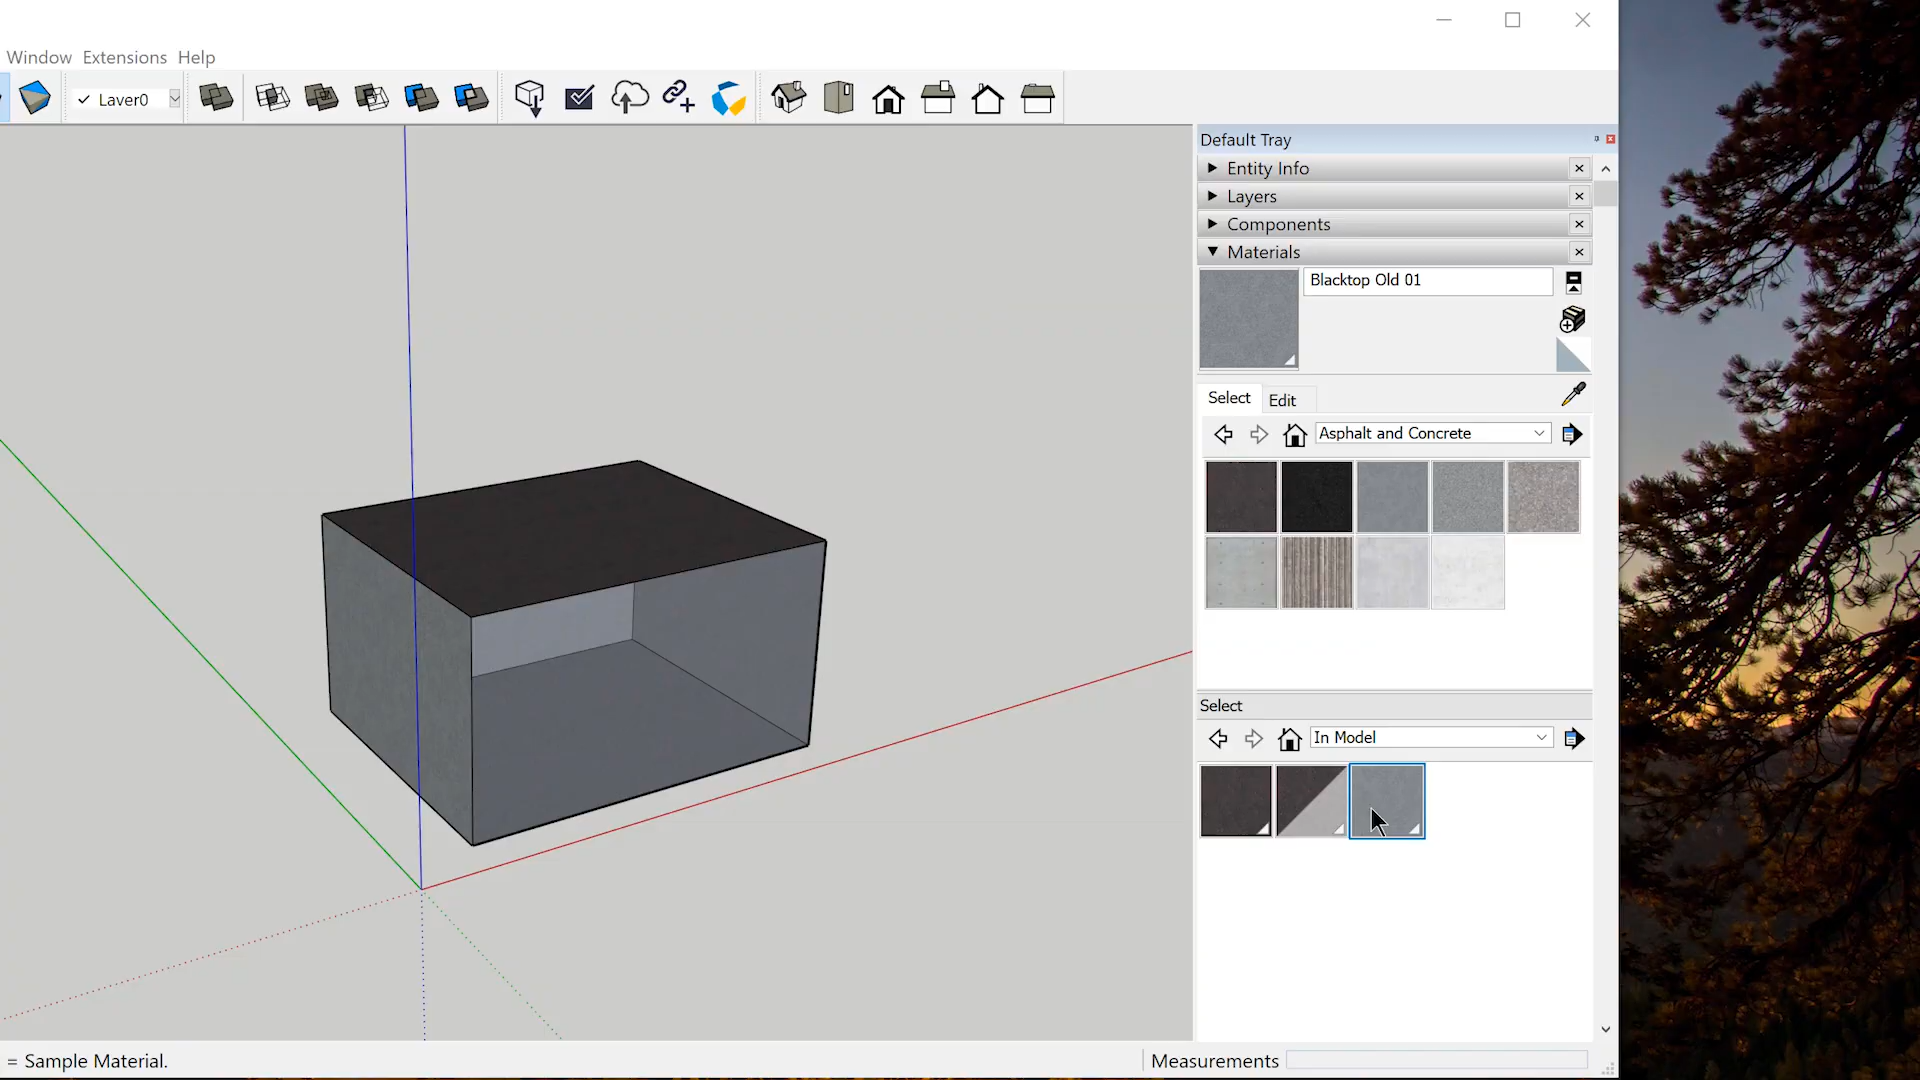 Window Extensions Help
Laver0
Default Tray
Entity Info
Layers
Components
Materials
Blacktop Old 01
Select Edit
Asphalt and Concrete
Select
In Model
= Sample Material.
Measurements